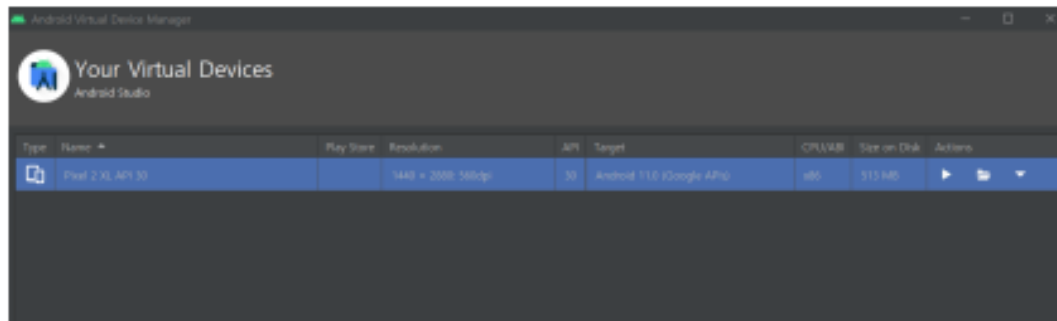 Android Virtual Device Manager
Your Virtual Devices
Android Studio
Type Name Play Store Resolution API Target CPU/ABI Size on Disk Actions
Pixel 2 XL API 30 1440 × 2880: 560dpi 30 Android 11.0 (Google APIs) x86 513 MB